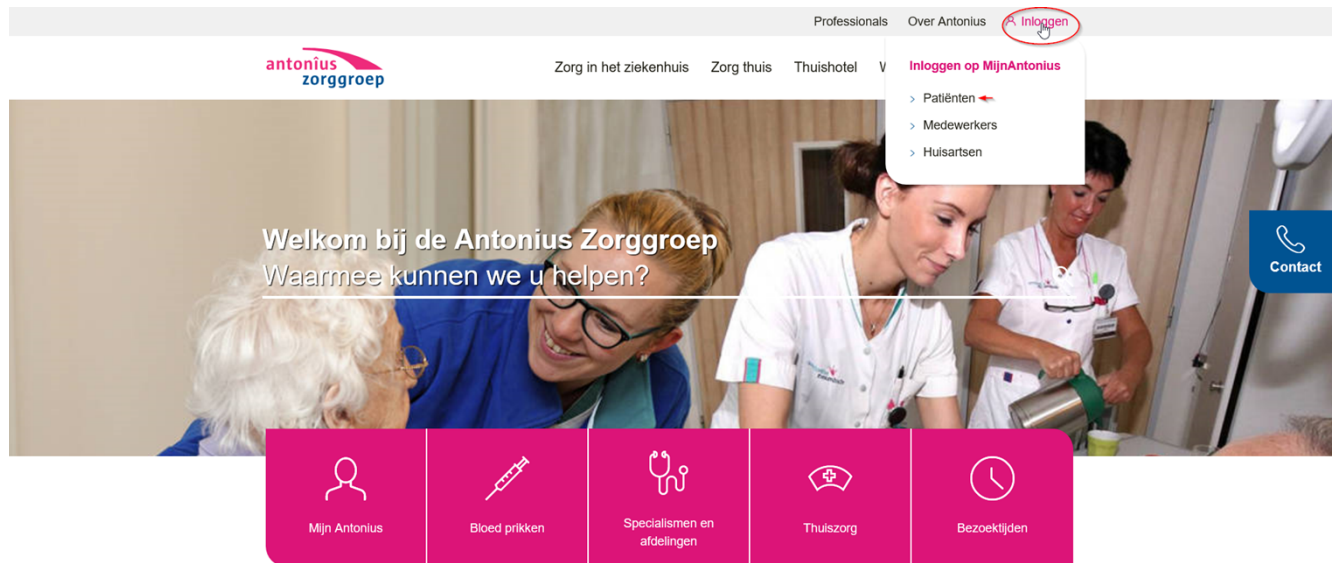 Professionals Over Antonius Inloggen
antonîus
zorggroep
Zorg in het ziekenhuis Zorg thuis Thuishotel
Inloggen op MijnAntonius
Patiënten
Medewerkers
Huisartsen
Welkom bij de Antonius Zorggroep
Waarmee kunnen we u helpen?
Contact
Mijn Antonius
Bloed prikken
Specialismen en
afdelingen
Thuiszorg
Bezoektijden